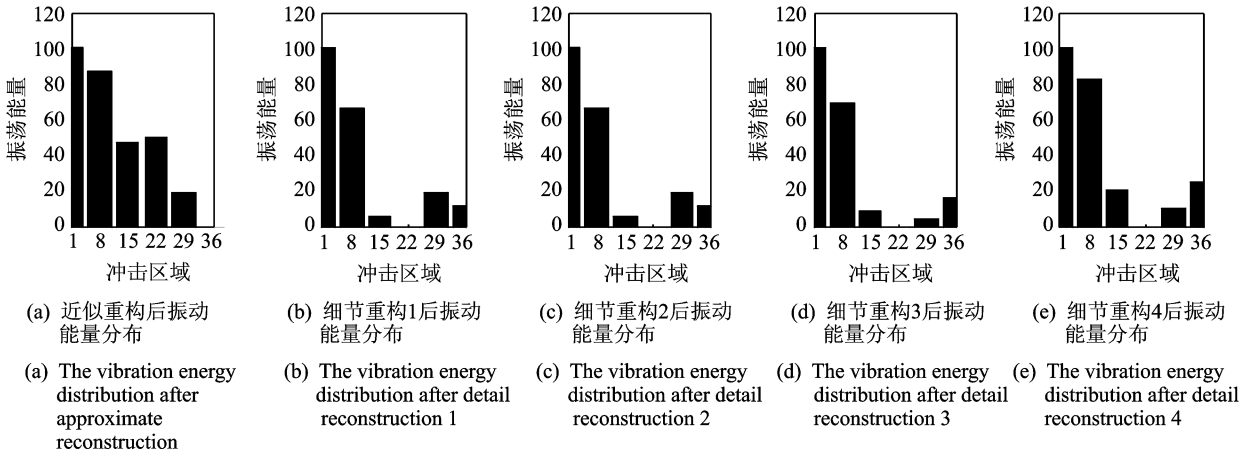 120
100
80
60
40
20
0
振荡能量
1 8 15 22 29 36
冲击区域
(a) 近似重构后振动
能量分布
(a) The vibration energy
distribution after
approximate
reconstruction
120
100
80
60
40
20
0
振荡能量
1 8 15 22 29 36
冲击区域
(b) 细节重构1后振动
能量分布
(b) The vibration energy
distribution after detail
reconstruction 1
120
100
80
60
40
20
0
振荡能量
1 8 15 22 29 36
冲击区域
(c) 细节重构2后振动
能量分布
(c) The vibration energy
distribution after detail
reconstruction 2
120
100
80
60
40
20
0
振荡能量
1 8 15 22 29 36
冲击区域
(d) 细节重构3后振动
能量分布
(d) The vibration energy
distribution after detail
reconstruction 3
120
100
80
60
40
20
0
振荡能量
1 8 15 22 29 36
冲击区域
(e) 细节重构4后振动
能量分布
(e) The vibration energy
distribution after detail
reconstruction 4